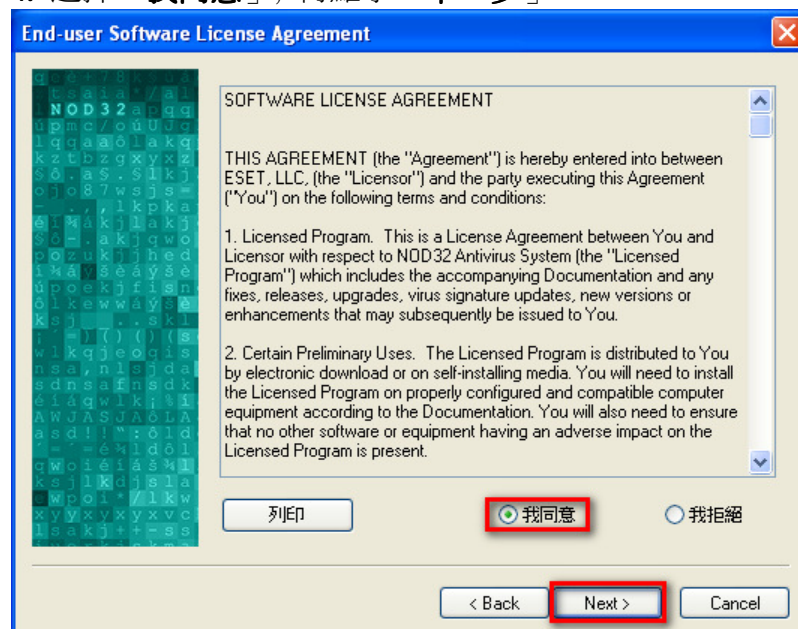 End-user Software License Agreement
NOD32
SOFTWARE LICENSE AGREEMENT
THIS AGREEMENT (the "Agreement") is hereby entered into between
ESET, LLC, (the "Licensor") and the party executing this Agreement
("You") on the following terms and conditions:
1. Licensed Program.  This is a License Agreement between You and
Licensor with respect to NOD32 Antivirus System (the "Licensed
Program") which includes the accompanying Documentation and any
fixes, releases, upgrades, virus signature updates, new versions or
enhancements that may subsequently be issued to You.
2. Certain Preliminary Uses.  The Licensed Program is distributed to You
by electronic download or on self-installing media. You will need to install
the Licensed Program on properly configured and compatible computer
equipment according to the Documentation. You will also need to ensure
that no other software or equipment having an adverse impact on the
Licensed Program is present.
列印 我同意 我拒絕
< Back Next > Cancel